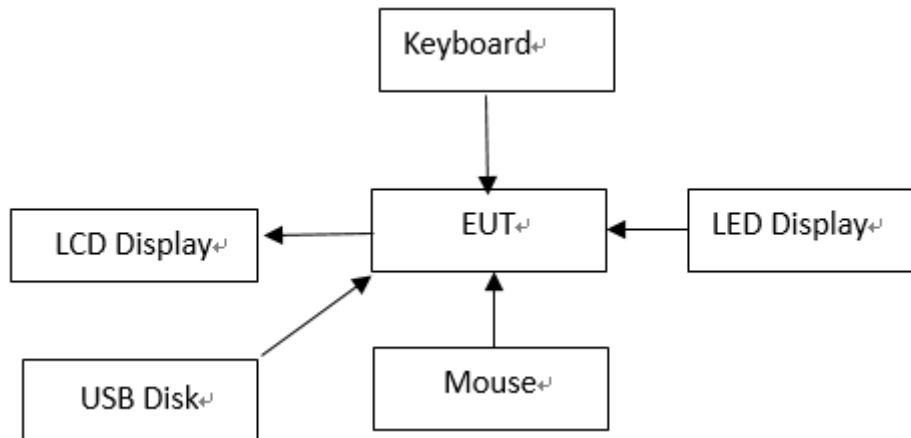 Keyboard↵
EUT↵
LCD Display↵
LED Display↵
USB Disk↵
Mouse↵